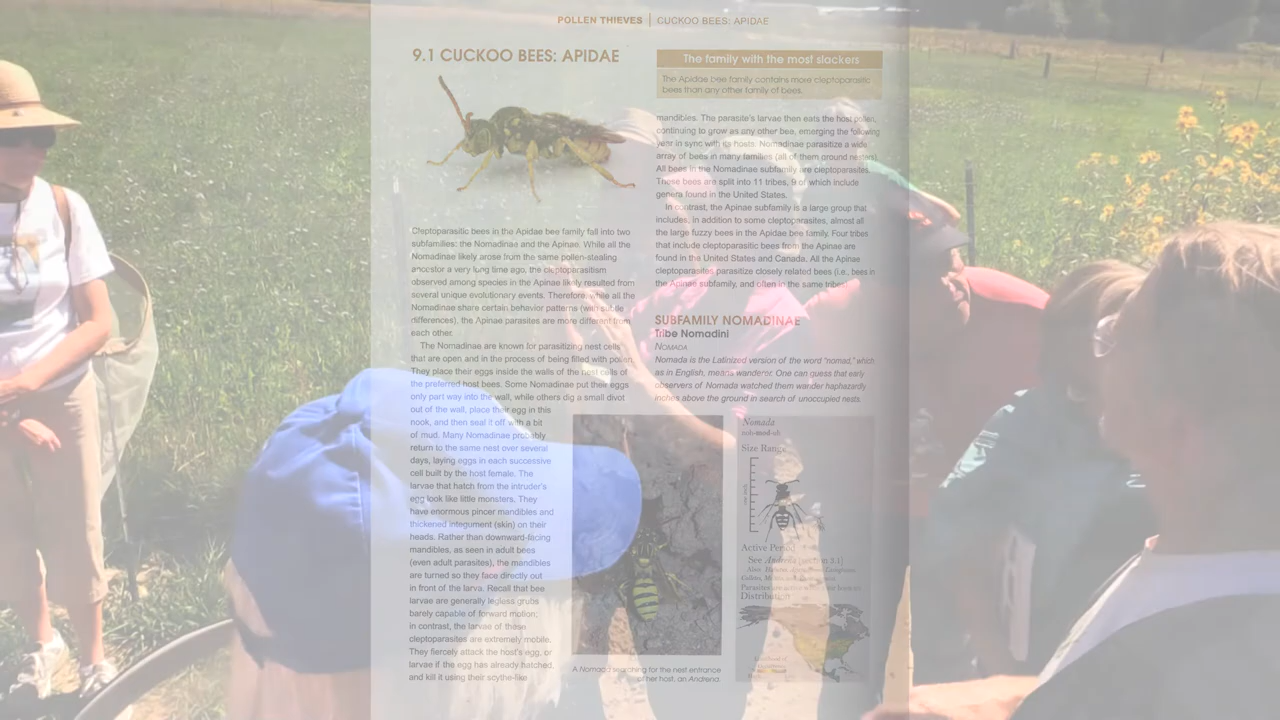 POLLEN THIEVES | CUCKOO BEES: APIDAE
9.1 CUCKOO BEES: APIDAE
Cleptoparasitic bees in the Apidae bee family fall into two
subfamilies: the Nomadinae and the Apinae. While all the
Nomadinae likely arose from the same pollen-stealing
ancestor a very long time ago, the cleptoparasitism
observed among species in the Apinae likely resulted from
several unique evolutionary events. Therefore, while all the
Nomadinae share certain behavior patterns (with subtle
differences), the Apinae parasites are more different from
each other.
The Nomadinae are known for parasitizing nest cells
that are open and in the process of being filled with pollen.
They place their eggs inside the walls of the host cells of
the preferred host bees. Some Nomadinae put their eggs
only part way into the wall, while others dig a small divot
out of the wall, place their egg in this
nook, and then seal it off with a bit
of mud. Many Nomadinae probably
return to the same nest over several
days, laying eggs in each successive
cell built by the host female. The
larvae that hatch from the intruder's
egg look like little monsters. They
have enormous pincer mandibles and
thickened integument (skin) on their
heads. Rather than downward-facing
mandibles, as seen in adult bees
(even adult parasites), the mandibles
are turned so they face directly out
in front of the larva. Recall that bee
larvae are generally legless grubs
barely capable of forward motion;
in contrast, the larvae of these
cleptoparasites are extremely mobile.
They fiercely attack the host's egg, or
larvae if the egg has already hatched,
and kill it using their scythe-like
The family with the most slackers
The Apidae bee family contains more cleptoparasitic
bees than any other family of bees.
mandibles. The parasite's larvae then eats the host pollen,
continuing to grow as any other bee, emerging the following
year in sync with its hosts. Nomadinae parasitize a wide
array of bees in many families (all of them ground nesters).
All bees in the Nomadinae subfamily are cleptoparasites.
These bees are split into 11 tribes, 9 of which include
genera found in the United States.
In contrast, the Apinae subfamily is a large group that
includes, in addition to some cleptoparasites, almost all
the large fuzzy bees in the Apidae bee family. Four tribes
that include cleptoparasitic bees from the Apinae are
found in the United States and Canada. All the Apinae
cleptoparasites parasitize closely related bees (i.e., bees in
the Apinae subfamily, and often in the same tribes).
SUBFAMILY NOMADINAE
Tribe Nomadini
NOMADA
Nomada is the Latinized version of the word "nomad," which
as in English, means wanderer. One can guess that early
observers of Nomada watched them wander haphazardly
inches above the ground in search of unoccupied nests.
A Nomada searching for the nest entrance
of her host, an Andrena.
Nomada
noh-mad-uh
Size Range
Active Period
See Andrena (section 3.1)
Parasites are active when their host are
Distribution